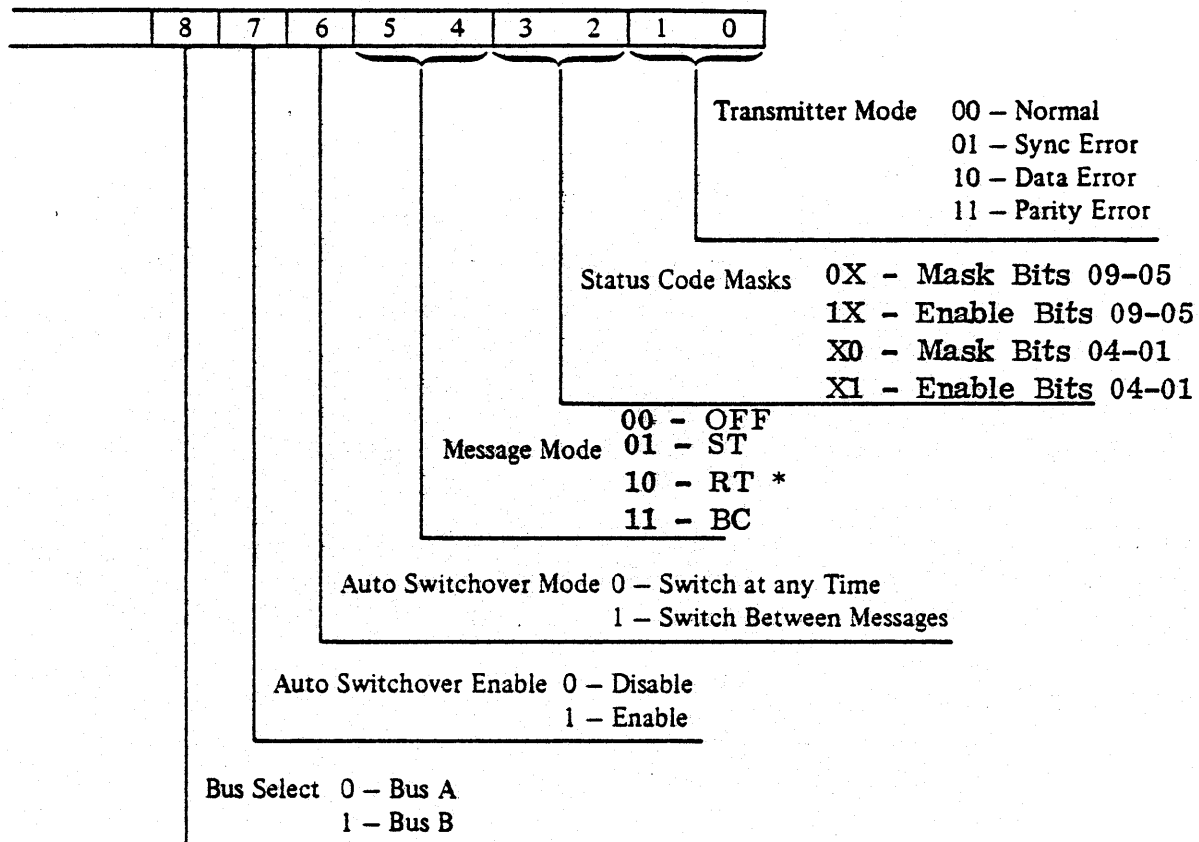 8 7 6 5 4 3 2 1 0
Transmitter Mode 00 – Normal
01 – Sync Error
10 – Data Error
11 – Parity Error
Status Code Masks 0X - Mask Bits 09-05
1X - Enable Bits 09-05
X0 - Mask Bits 04-01
X1 - Enable Bits 04-01
00 - OFF
Message Mode 01 - ST
10 - RT *
11 - BC
Auto Switchover Mode 0 – Switch at any Time
1 – Switch Between Messages
Auto Switchover Enable 0 – Disable
1 – Enable
Bus Select 0 – Bus A
1 – Bus B